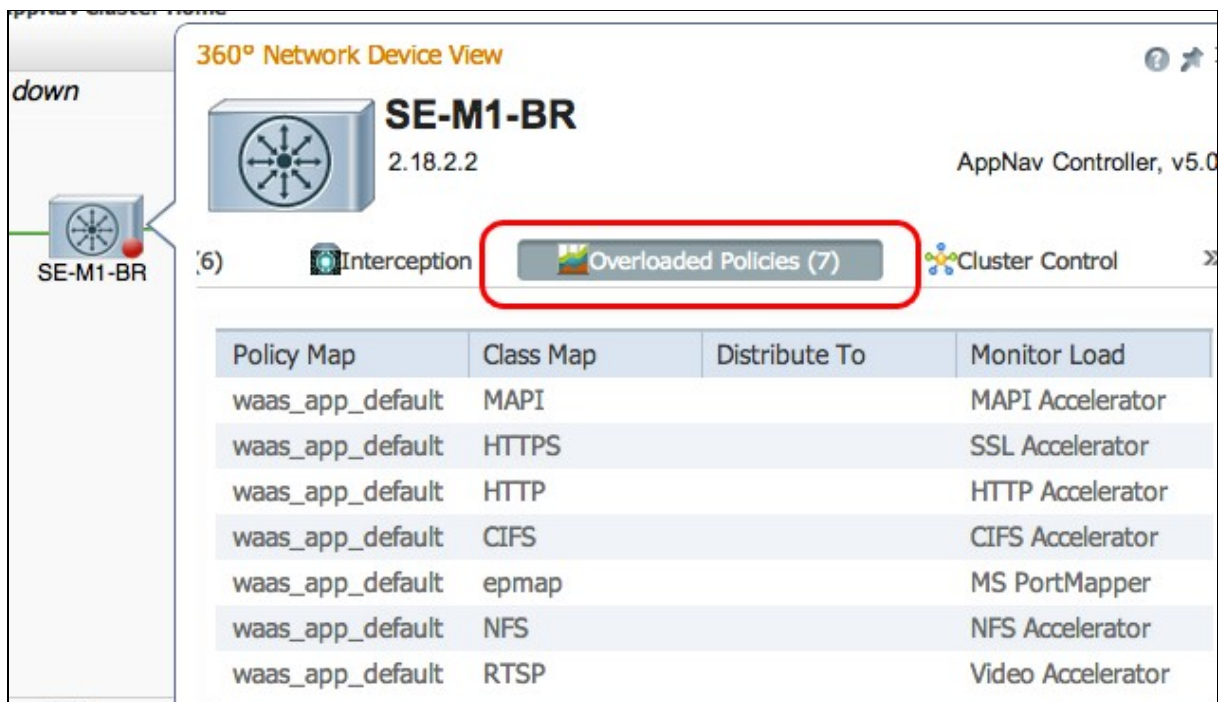 AppNav Cluster Home
360° Network Device View
down
SE-M1-BR
2.18.2.2
AppNav Controller, v5.0
SE-M1-BR
(6)
Interception
Overloaded Policies (7)
Cluster Control
»
Policy Map Class Map Distribute To Monitor Load
waas_app_default MAPI MAPI Accelerator
waas_app_default HTTPS SSL Accelerator
waas_app_default HTTP HTTP Accelerator
waas_app_default CIFS CIFS Accelerator
waas_app_default epmap MS PortMapper
waas_app_default NFS NFS Accelerator
waas_app_default RTSP Video Accelerator